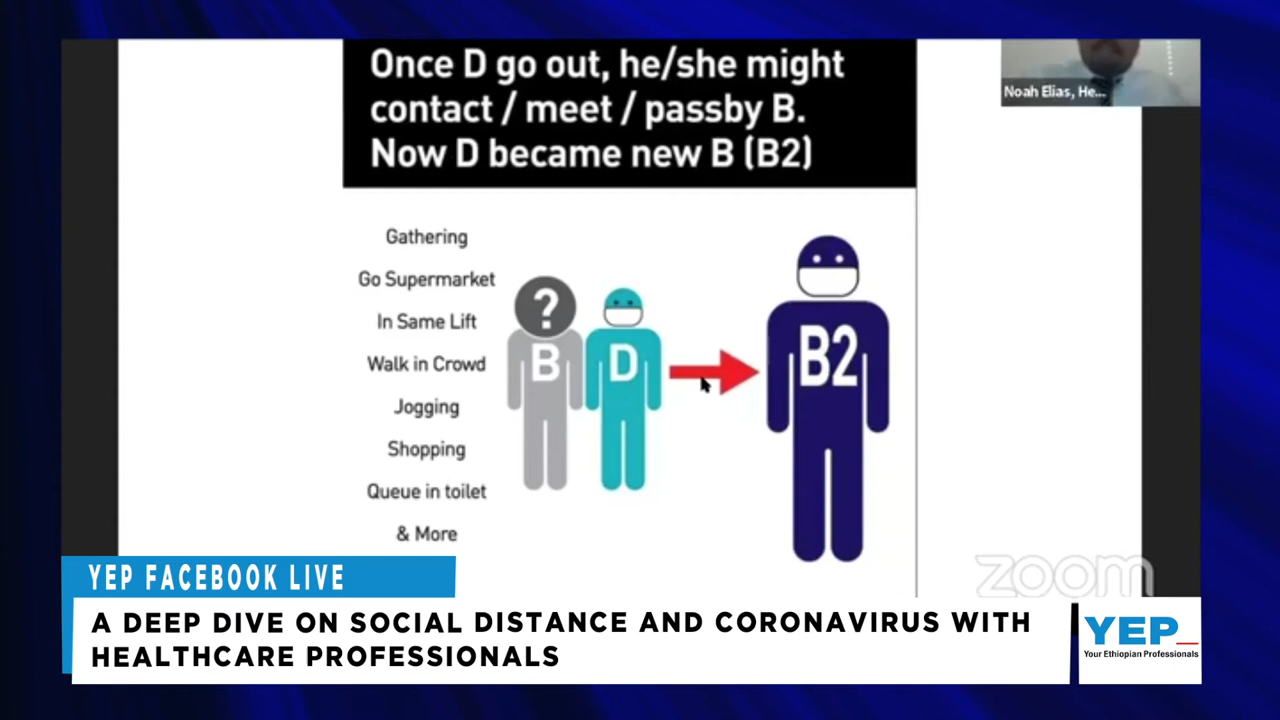 Once D go out, he/she might
contact / meet / passby B.
Now D became new B (B2)
Noah Elias, He...
Gathering
Go Supermarket
In Same Lift
Walk in Crowd
Jogging
Shopping
Queue in toilet
& More
?
B
D
B2
zoom
YEP FACEBOOK LIVE
A DEEP DIVE ON SOCIAL DISTANCE AND CORONAVIRUS WITH
HEALTHCARE PROFESSIONALS
YEP_
Your Ethiopian Professionals